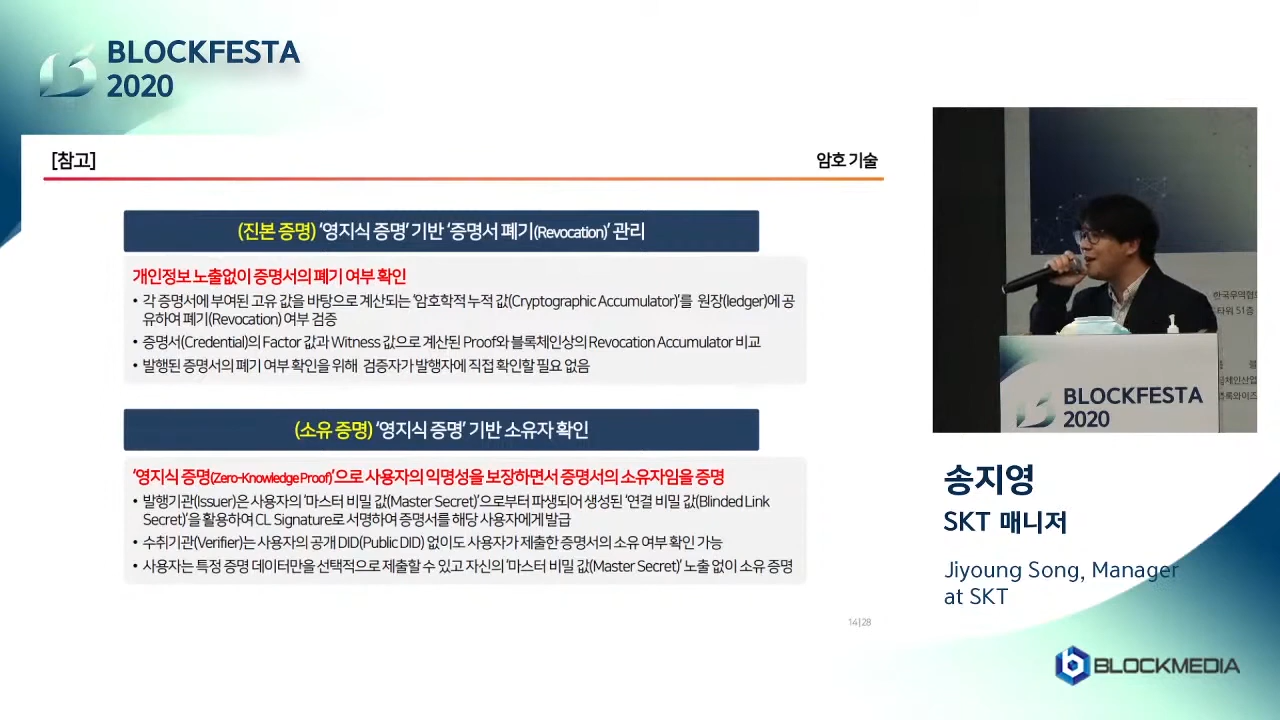 BLOCKFESTA
2020
[참고]
암호 기술
(진본 증명) ‘영지식 증명’ 기반 ‘증명서 폐기(Revocation)’ 관리
개인정보 노출없이 증명서의 폐기 여부 확인
• 각 증명서에 부여된 고유 값을 바탕으로 계산되는 ‘암호학적 누적 값(Cryptographic Accumulator)’를 원장(ledger)에 공
유하여 폐기(Revocation) 여부 검증
• 증명서(Credential)의 Factor 값과 Witness 값으로 계산된 Proof와 블록체인상의 Revocation Accumulator 비교
• 발행된 증명서의 폐기 여부 확인을 위해 검증자가 발행자에 직접 확인할 필요 없음
(소유 증명) ‘영지식 증명’ 기반 소유자 확인
‘영지식 증명(Zero-Knowledge Proof)’으로 사용자의 익명성을 보장하면서 증명서의 소유자임을 증명
• 발행기관(Issuer)은 사용자의 ‘마스터 비밀 값(Master Secret)’으로부터 파생되어 생성된 ‘연결 비밀 값(Blinded Link
Secret)’을 활용하여 CL Signature로 서명하여 증명서를 해당 사용자에게 발급
• 수취기관(Verifier)는 사용자의 공개 DID(Public DID) 없이도 사용자가 제출한 증명서의 소유 여부 확인 가능
• 사용자는 특정 증명 데이터만을 선택적으로 제출할 수 있고 자신의 ‘마스터 비밀 값(Master Secret)’ 노출 없이 소유 증명
14|28
한국무역협
타워 51층
BLOCKFESTA
2020
송지영
SKT 매니저
Jiyoung Song, Manager
at SKT
BLOCKMEDIA